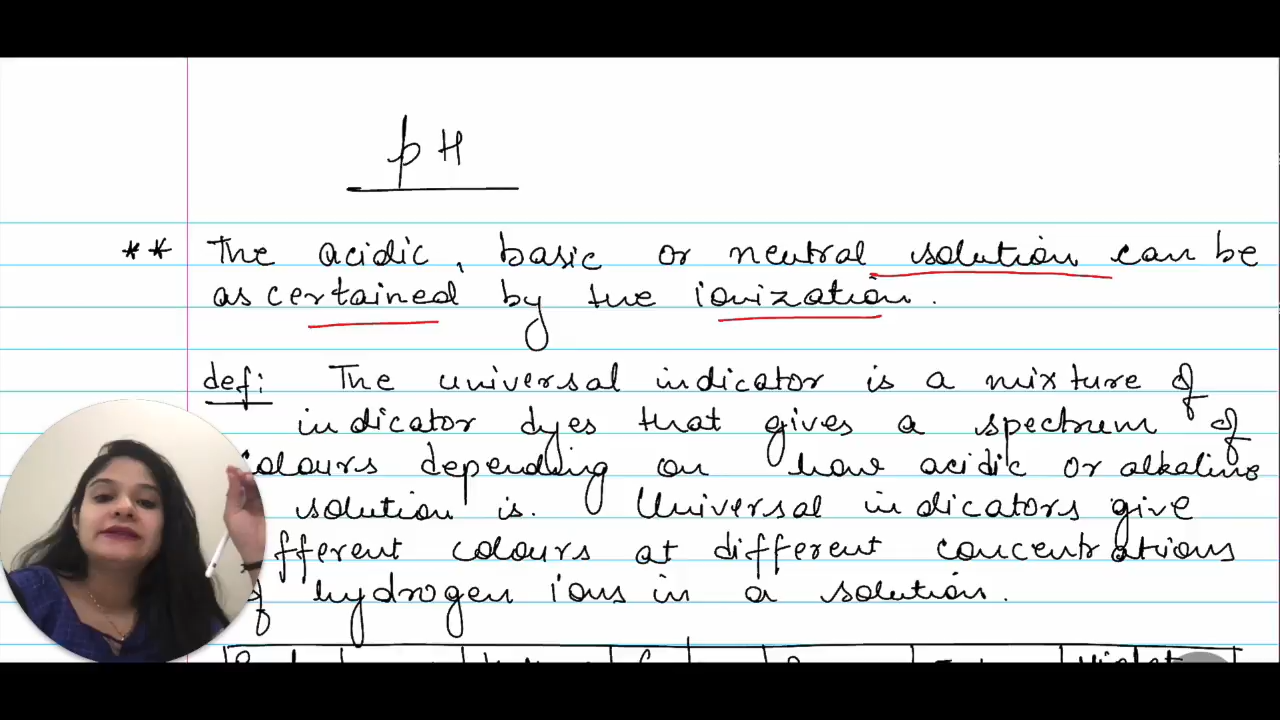 pH
** The acidic, basic or neutral solution can be
ascertained by the ionization.
def: The universal indicator is a mixture of
indicator dyes that gives a spectrum of
colours depending on how acidic or alkaline
solution is. Universal indicators give
fferent colours at different concentrations
of hydrogen ions in a solution.
Violet